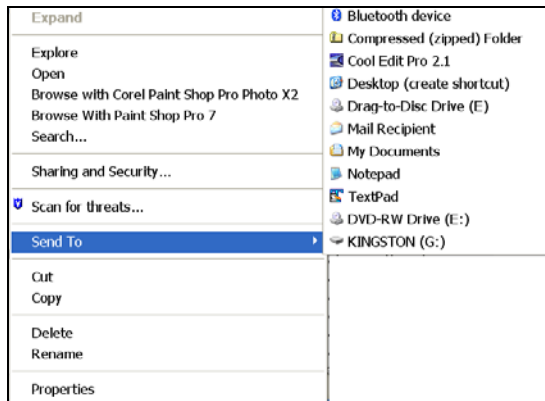 Expand
Explore
Open
Browse with Corel Paint Shop Pro Photo X2
Browse With Paint Shop Pro 7
Search...
Sharing and Security...
Scan for threats...
Send To
Cut
Copy
Delete
Rename
Properties
Bluetooth device
Compressed (zipped) Folder
Cool Edit Pro 2.1
Desktop (create shortcut)
Drag-to-Disc Drive (E)
Mail Recipient
My Documents
Notepad
TextPad
DVD-RW Drive (E:)
KINGSTON (G:)